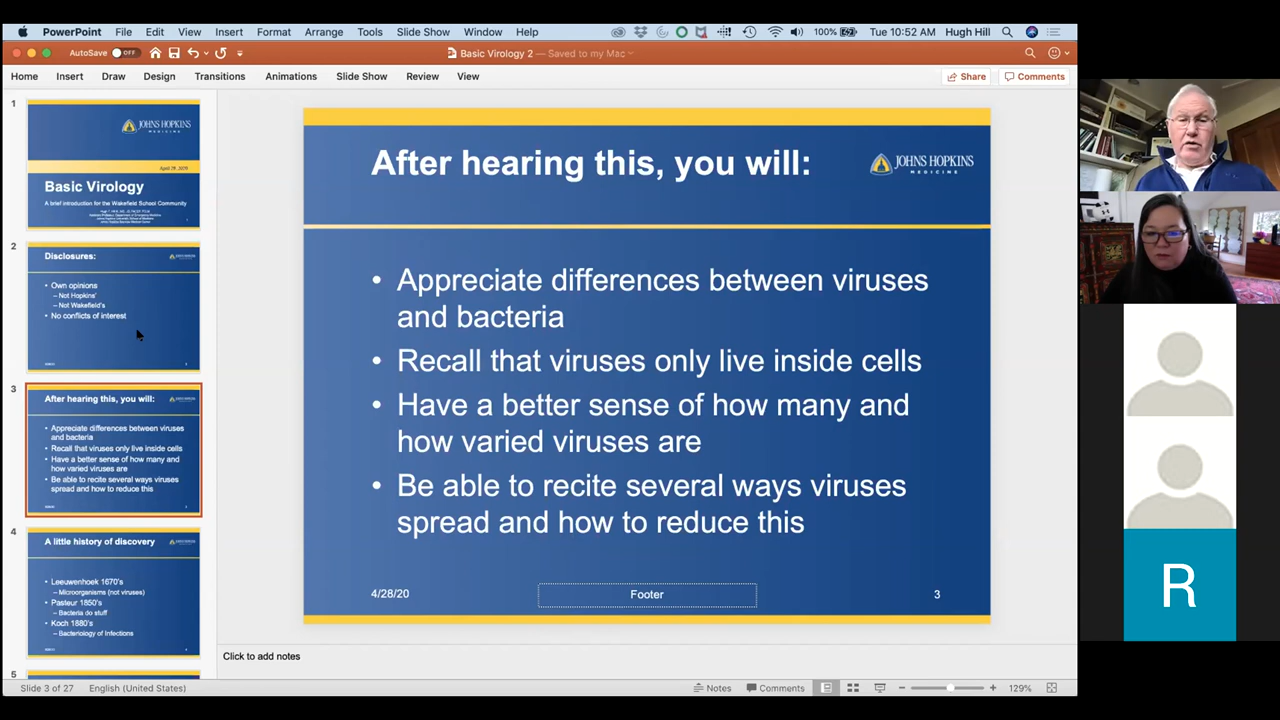 PowerPoint File Edit View Insert Format Arrange Tools Slide Show Window Help 100% Tue 10:52 AM Hugh Hill
AutoSave OFF Basic Virology 2 — Saved to my Mac
Home Insert Draw Design Transitions Animations Slide Show Review View Share Comments
1
JOHNS HOPKINS
MEDICINE
Basic Virology
A brief introduction for the Wakefield School Community
2
Disclosures:
JOHNS HOPKINS
• Own opinions
– Not Hopkins'
– Not Wakefield's
• No conflicts of interest
3
After hearing this, you will:
JOHNS HOPKINS
• Appreciate differences between viruses
and bacteria
• Recall that viruses only live inside cells
• Have a better sense of how many and
how varied viruses are
• Be able to recite several ways viruses
spread and how to reduce this
4
A little history of discovery
JOHNS HOPKINS
• Leeuwenhoek 1670's
– Microorganisms (not viruses)
• Pasteur 1850's
– Bacteria do stuff
• Koch 1880's
– Bacteriology of Infections
5
After hearing this, you will:
JOHNS HOPKINS
MEDICINE
• Appreciate differences between viruses
and bacteria
• Recall that viruses only live inside cells
• Have a better sense of how many and
how varied viruses are
• Be able to recite several ways viruses
spread and how to reduce this
4/28/20 Footer 3
Click to add notes
Slide 3 of 27 English (United States) Notes Comments 129%
R